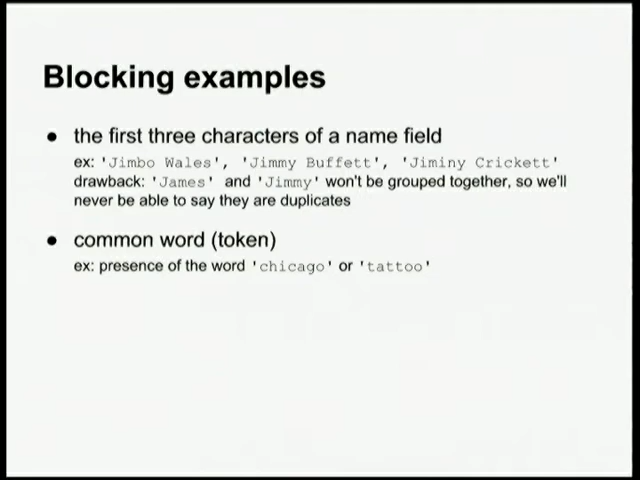 Blocking examples
● the first three characters of a name field
ex: 'Jimbo Wales', 'Jimmy Buffett', 'Jiminy Crickett'
drawback: 'James' and 'Jimmy' won't be grouped together, so we'll
never be able to say they are duplicates
● common word (token)
ex: presence of the word 'chicago' or 'tattoo'